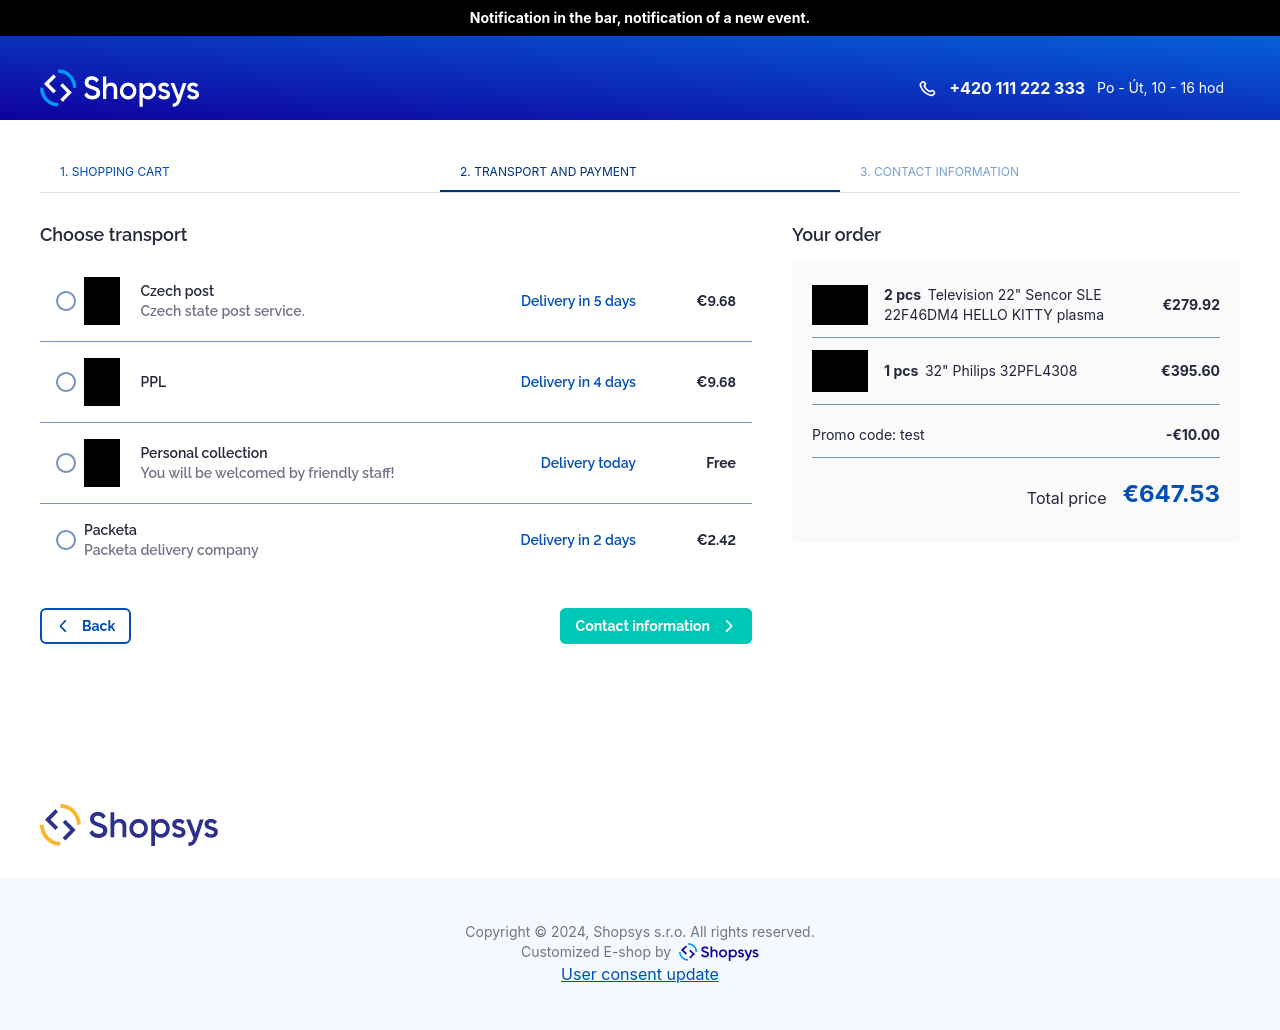 Notification in the bar, notification of a new event.
Shopsys
+420 111 222 333 Po - Út, 10 - 16 hod
1. SHOPPING CART
2. TRANSPORT AND PAYMENT
3. CONTACT INFORMATION
Choose transport
Czech post
Czech state post service.
Delivery in 5 days
€9.68
PPL
Delivery in 4 days
€9.68
Personal collection
You will be welcomed by friendly staff!
Delivery today
Free
Packeta
Packeta delivery company
Delivery in 2 days
€2.42
Back
Contact information
Your order
2 pcs Television 22" Sencor SLE
22F46DM4 HELLO KITTY plasma
€279.92
1 pcs 32" Philips 32PFL4308
€395.60
Promo code: test
-€10.00
Total price €647.53
Shopsys
Copyright © 2024, Shopsys s.r.o. All rights reserved.
Customized E-shop by Shopsys
User consent update